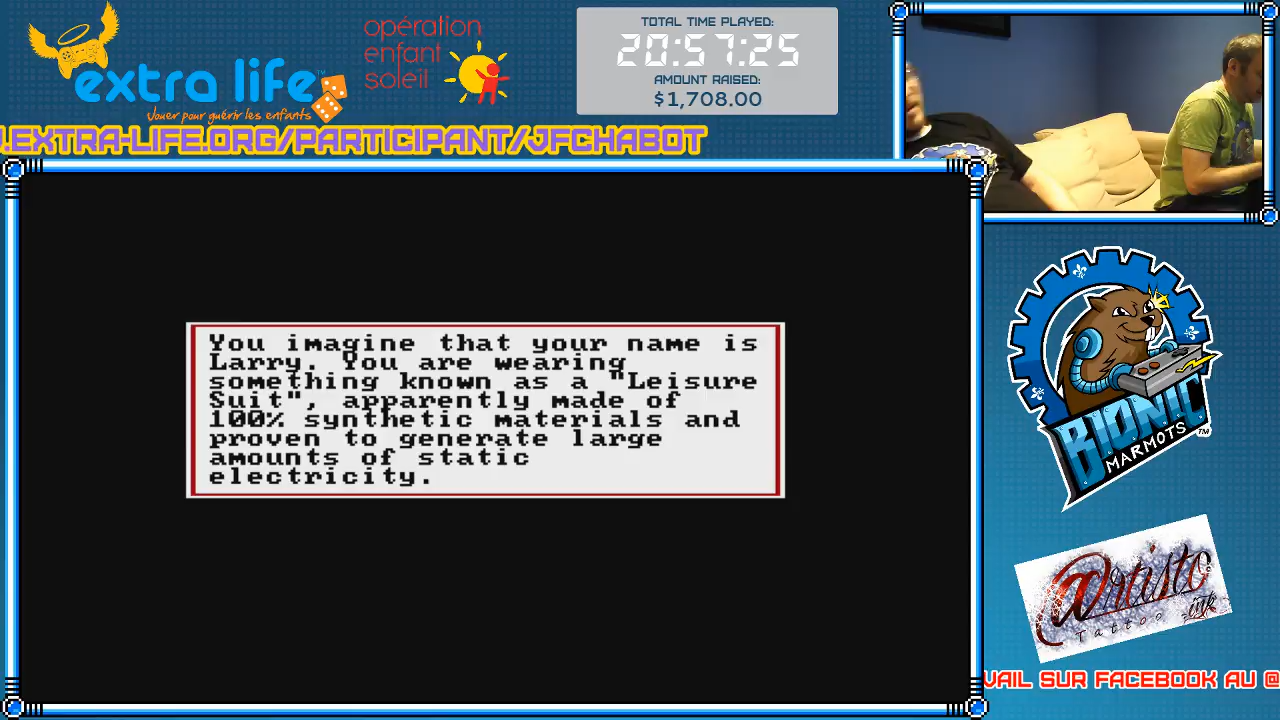 extra life
Jouer pour guérir les enfants
opération
enfant
soleil
TOTAL TIME PLAYED:
20:57:25
AMOUNT RAISED:
$1,708.00
.EXTRA-LIFE.ORG/PARTICIPANT/JFCHABOT
You imagine that your name is
Larry. You are wearing
something known as a "Leisure
Suit", apparently made of
100% synthetic materials and
proven to generate large
amounts of static
electricity.
BIONIC
MARMOTS™
@rtistc
Tattoo ink
VAIL SUR FACEBOOK AU @